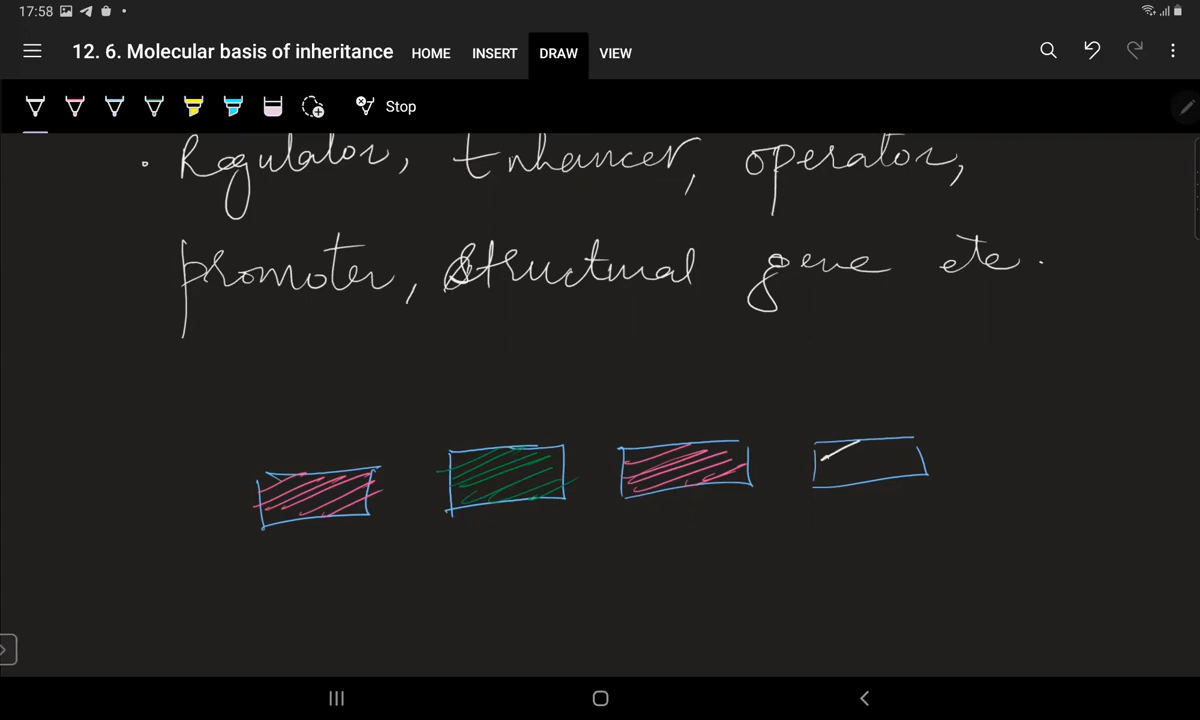 17:58
12. 6. Molecular basis of inheritance HOME INSERT DRAW VIEW
Stop
. Regulator, Enhancer, operator,
promoter, structural gene etc.